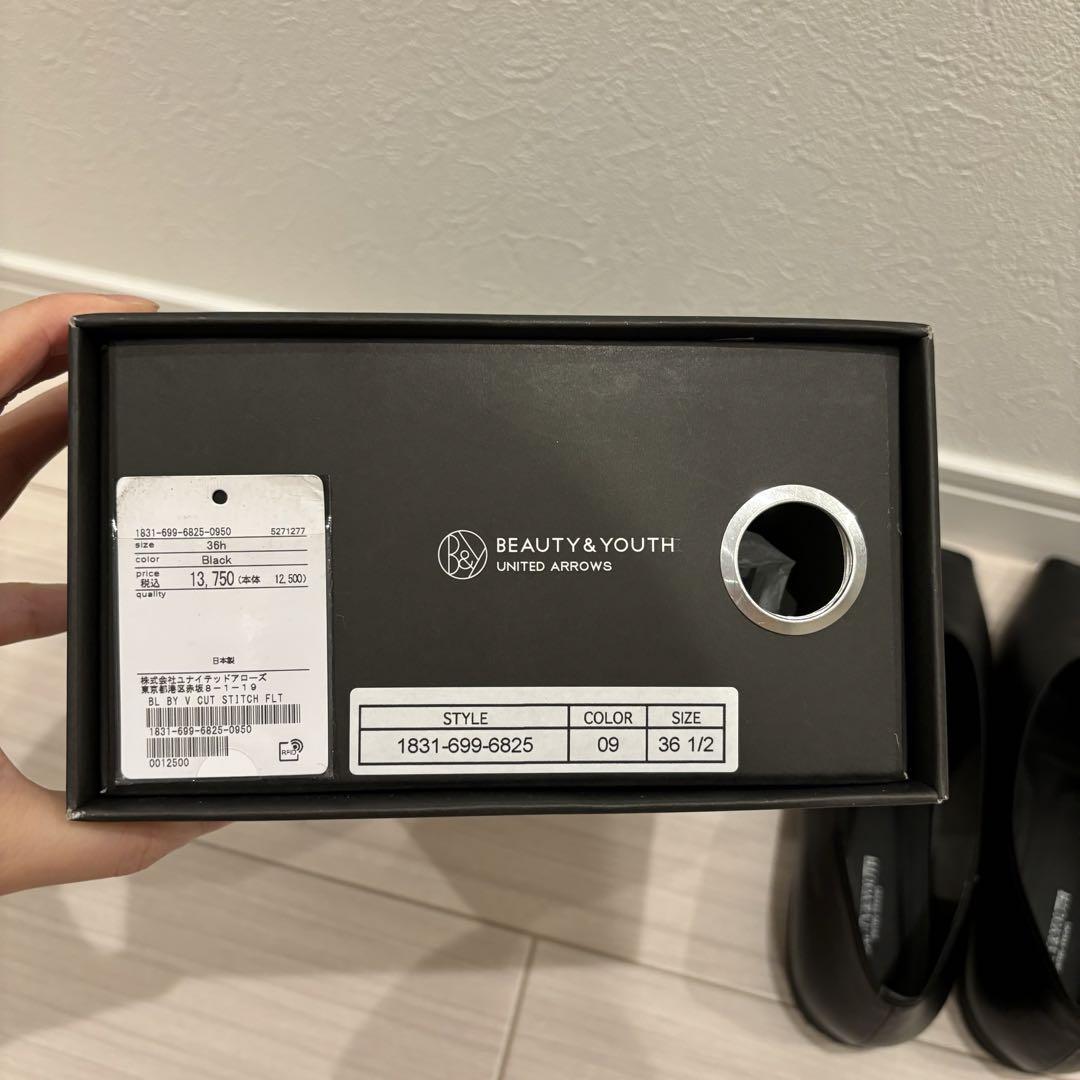 1831-699-6825-0950 5271277
size 36h
color Black
price
税込 13,750 (本体 12,500)
quality
日本製
株式会社ユナイテッドアローズ
東京都港区赤坂8-1-19
BL BY V CUT STITCH FLT
1831-699-6825-0950
0012500
RFID
B&Y BEAUTY&YOUTH
UNITED ARROWS
STYLE COLOR SIZE
1831-699-6825 09 36 1/2